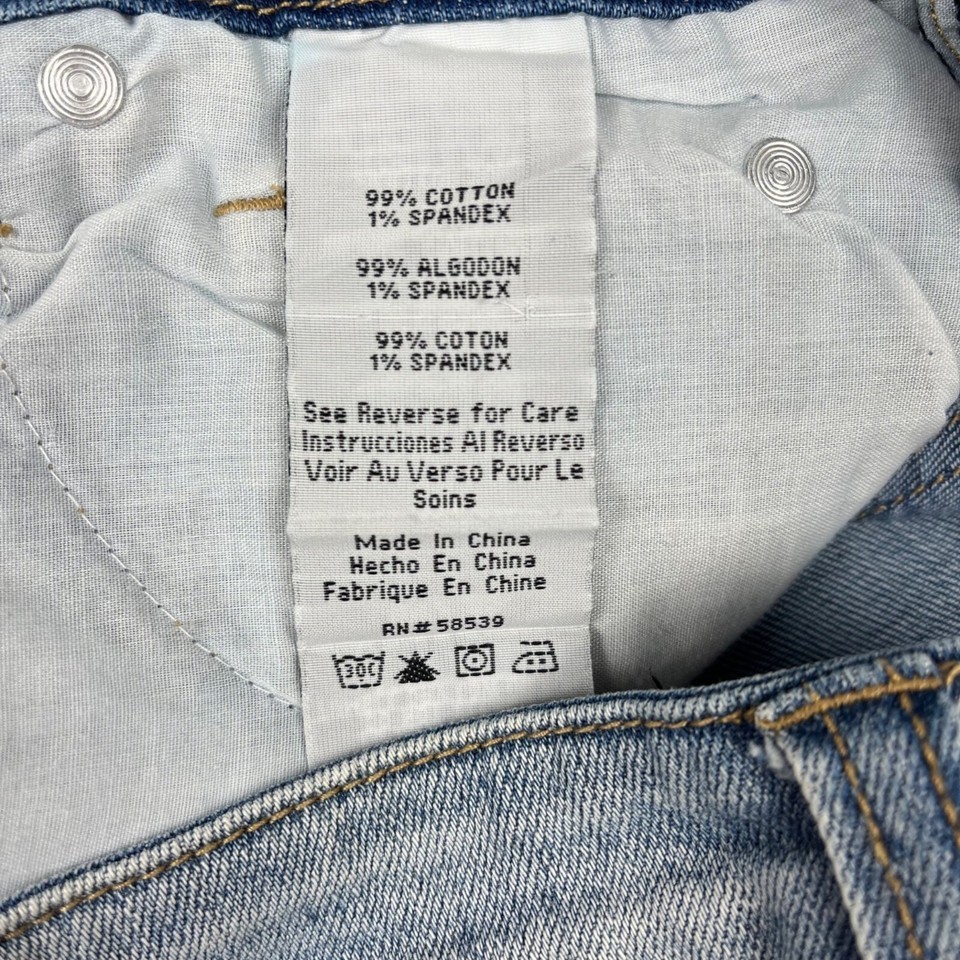 99% COTTON
1% SPANDEX
99% ALGODON
1% SPANDEX
99% COTON
1% SPANDEX
See Reverse for Care
Instrucciones Al Reverso
Voir Au Verso Pour Le
Soins
Made In China
Hecho En China
Fabrique En Chine
RN# 58539
30C